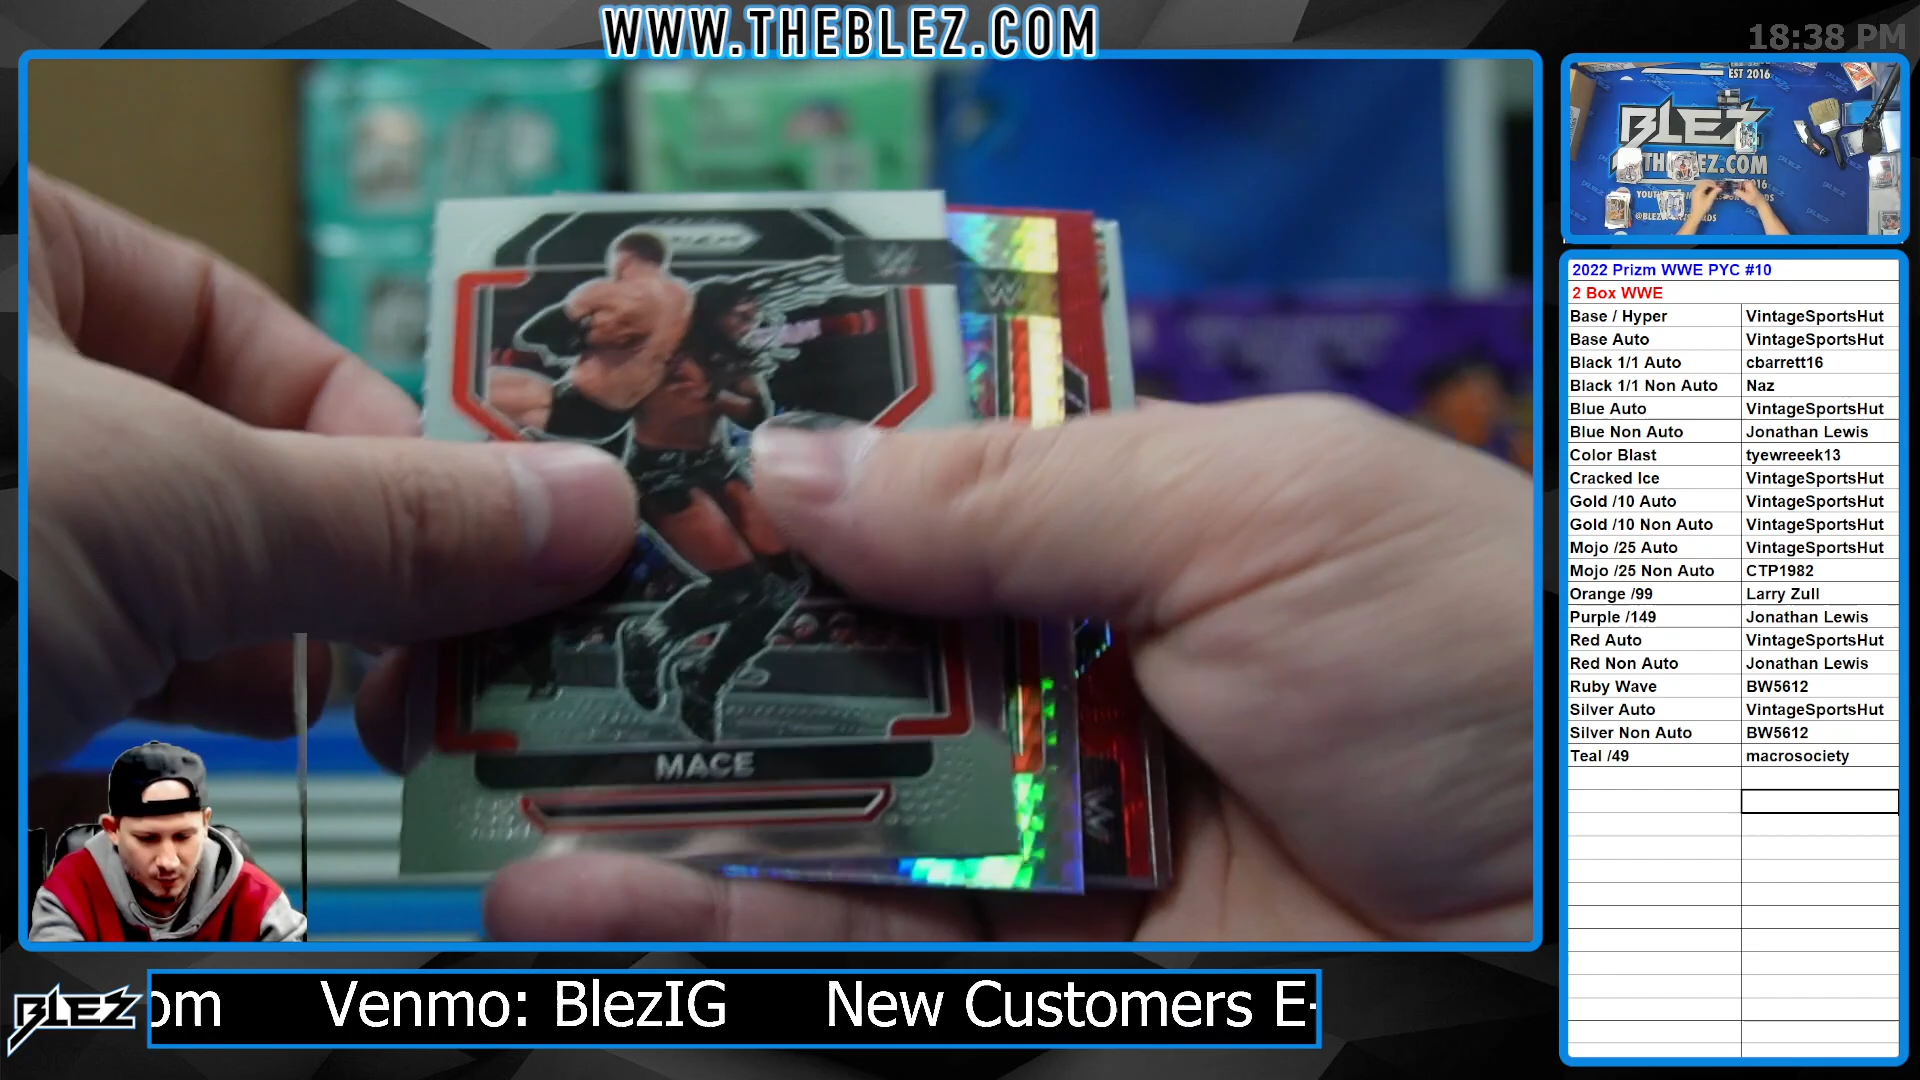 WWW.THEBLEZ.COM
18:38 PM
EST 2016
BLEZ
THEBLEZ.COM
2022 Prizm WWE PYC #10
2 Box WWE
Base / Hyper VintageSportsHut
Base Auto VintageSportsHut
Black 1/1 Auto cbarrett16
Black 1/1 Non Auto Naz
Blue Auto VintageSportsHut
Blue Non Auto Jonathan Lewis
Color Blast tyewreeek13
Cracked Ice VintageSportsHut
Gold /10 Auto VintageSportsHut
Gold /10 Non Auto VintageSportsHut
Mojo /25 Auto VintageSportsHut
Mojo /25 Non Auto CTP1982
Orange /99 Larry Zull
Purple /149 Jonathan Lewis
Red Auto VintageSportsHut
Red Non Auto Jonathan Lewis
Ruby Wave BW5612
Silver Auto VintageSportsHut
Silver Non Auto BW5612
Teal /49 macrosociety
MACE
BLEZ
om Venmo: BlezIG New Customers E-